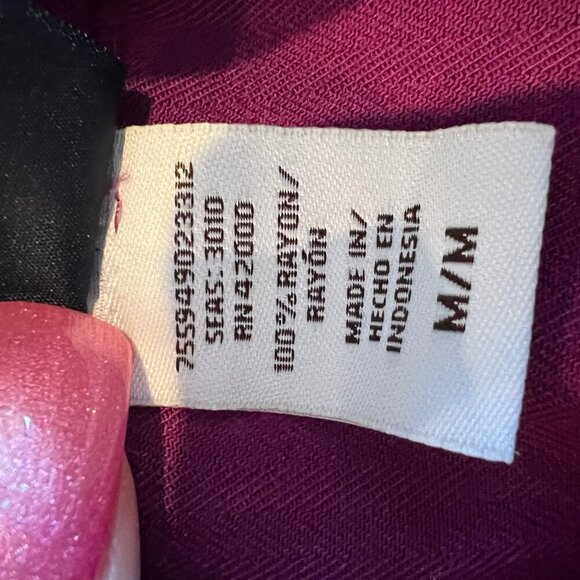 755949023312
SEAS: 3010
RN 42000
100% RAYON/
RAYÓN
MADE IN/
HECHO EN
INDONESIA
M/M